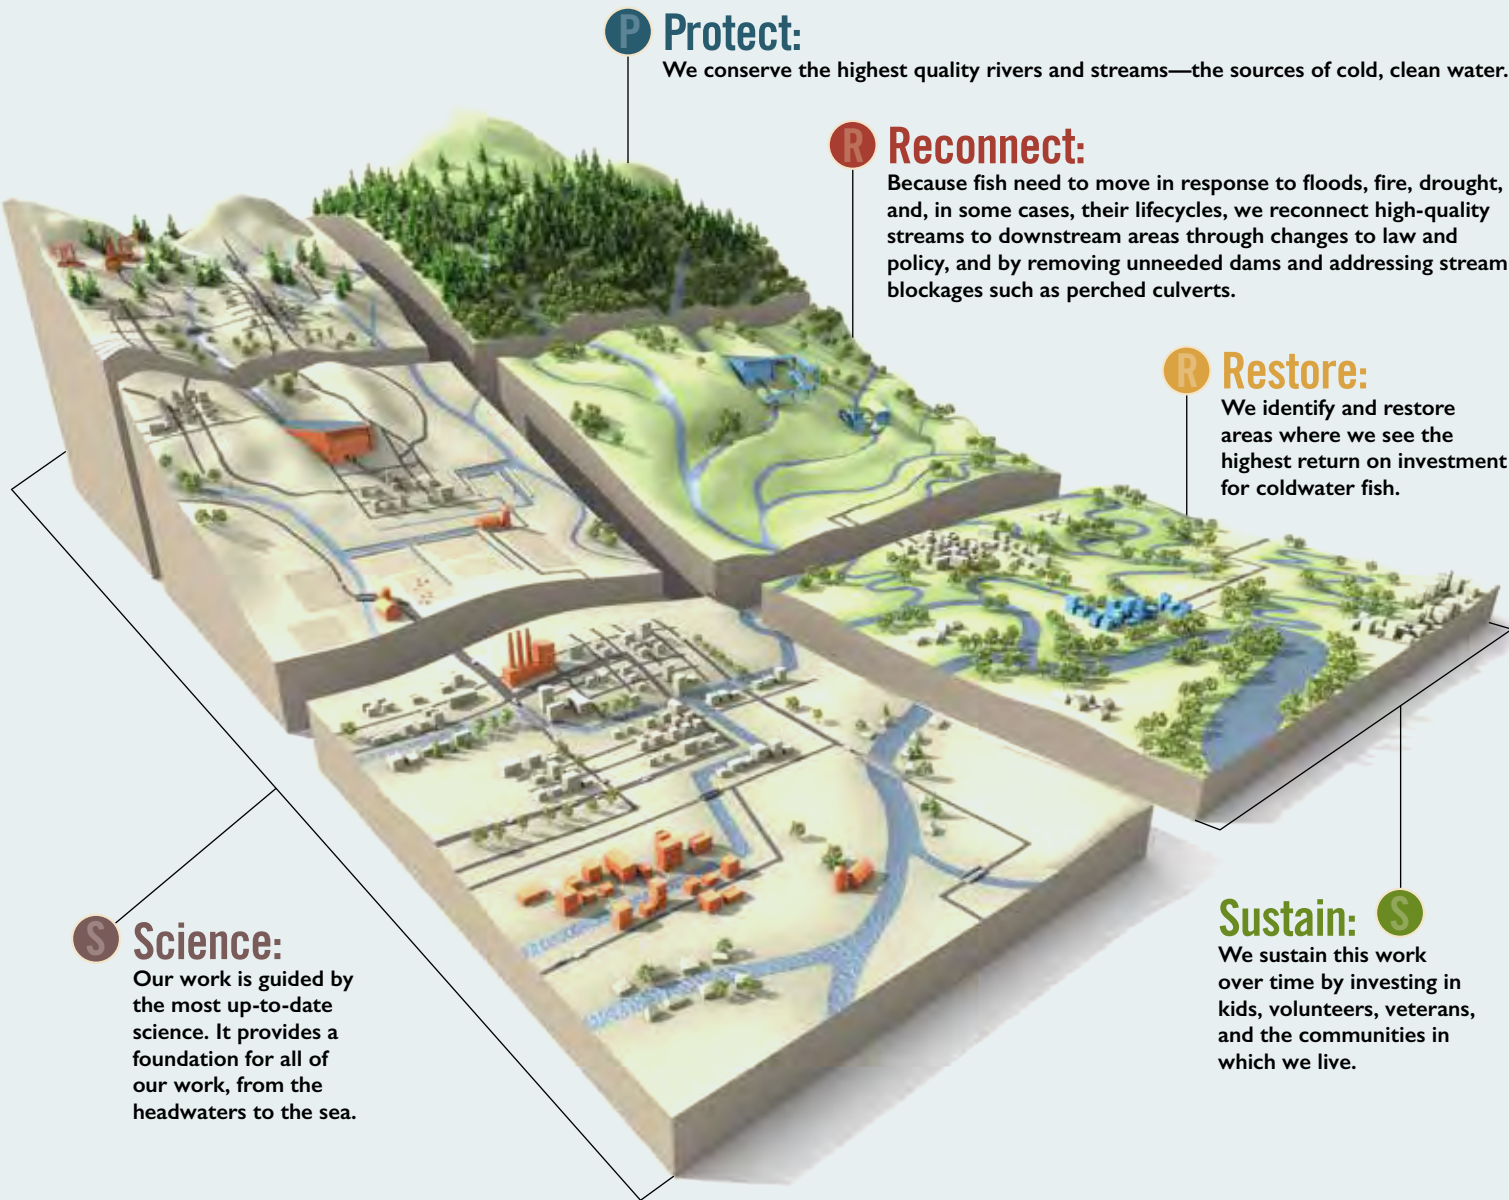 P Protect:
We conserve the highest quality rivers and streams—the sources of cold, clean water.
R Reconnect:
Because fish need to move in response to floods, fire, drought,
and, in some cases, their lifecycles, we reconnect high-quality
streams to downstream areas through changes to law and
policy, and by removing unneeded dams and addressing stream
blockages such as perched culverts.
R Restore:
We identify and restore
areas where we see the
highest return on investment
for coldwater fish.
S Science:
Our work is guided by
the most up-to-date
science. It provides a
foundation for all of
our work, from the
headwaters to the sea.
Sustain: S
We sustain this work
over time by investing in
kids, volunteers, veterans,
and the communities in
which we live.